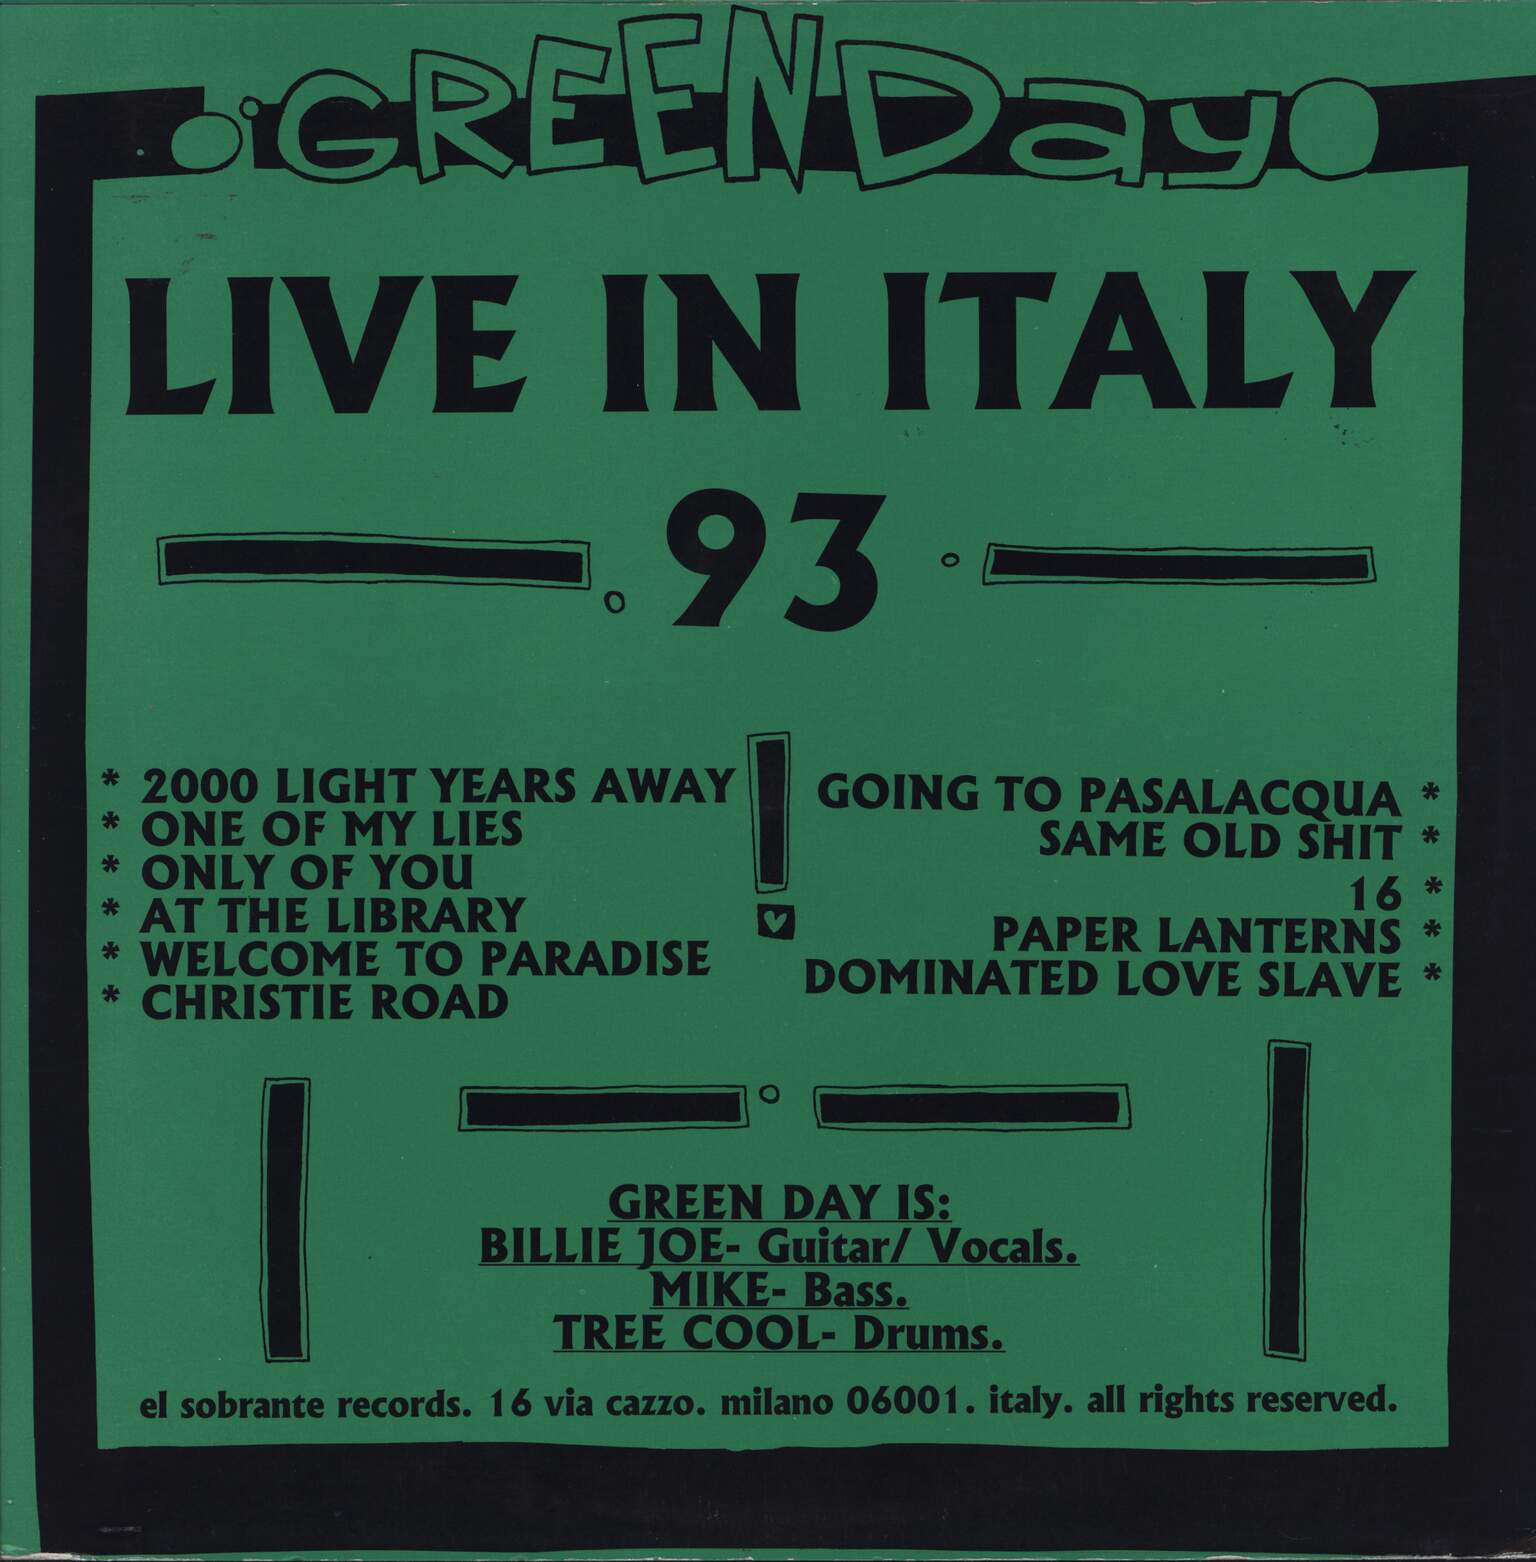 GREEN Day
LIVE IN ITALY
93
* 2000 LIGHT YEARS AWAY
* ONE OF MY LIES
* ONLY OF YOU
* AT THE LIBRARY
* WELCOME TO PARADISE
* CHRISTIE ROAD
GOING TO PASALACQUA *
SAME OLD SHIT *
16 *
PAPER LANTERNS *
DOMINATED LOVE SLAVE *
GREEN DAY IS:
BILLIE JOE- Guitar/ Vocals.
MIKE- Bass.
TREE COOL- Drums.
el sobrante records. 16 via cazzo. milano 06001. italy. all rights reserved.